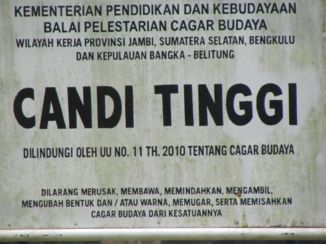 KEMENTERIAN PENDIDIKAN DAN KEBUDAYAAN
BALAI PELESTARIAN CAGAR BUDAYA
WILAYAH KERJA PROVINSI JAMBI, SUMATERA SELATAN, BENGKULU
DAN KEPULAUAN BANGKA - BELITUNG
CANDI TINGGI
DILINDUNGI OLEH UU NO. 11 TH. 2010 TENTANG CAGAR BUDAYA
DILARANG MERUSAK, MEMBAWA, MEMINDAHKAN, MENGAMBIL,
MENGUBAH BENTUK DAN / ATAU WARNA, MEMUGAR, SERTA MEMISAHKAN
CAGAR BUDAYA DARI KESATUANNYA